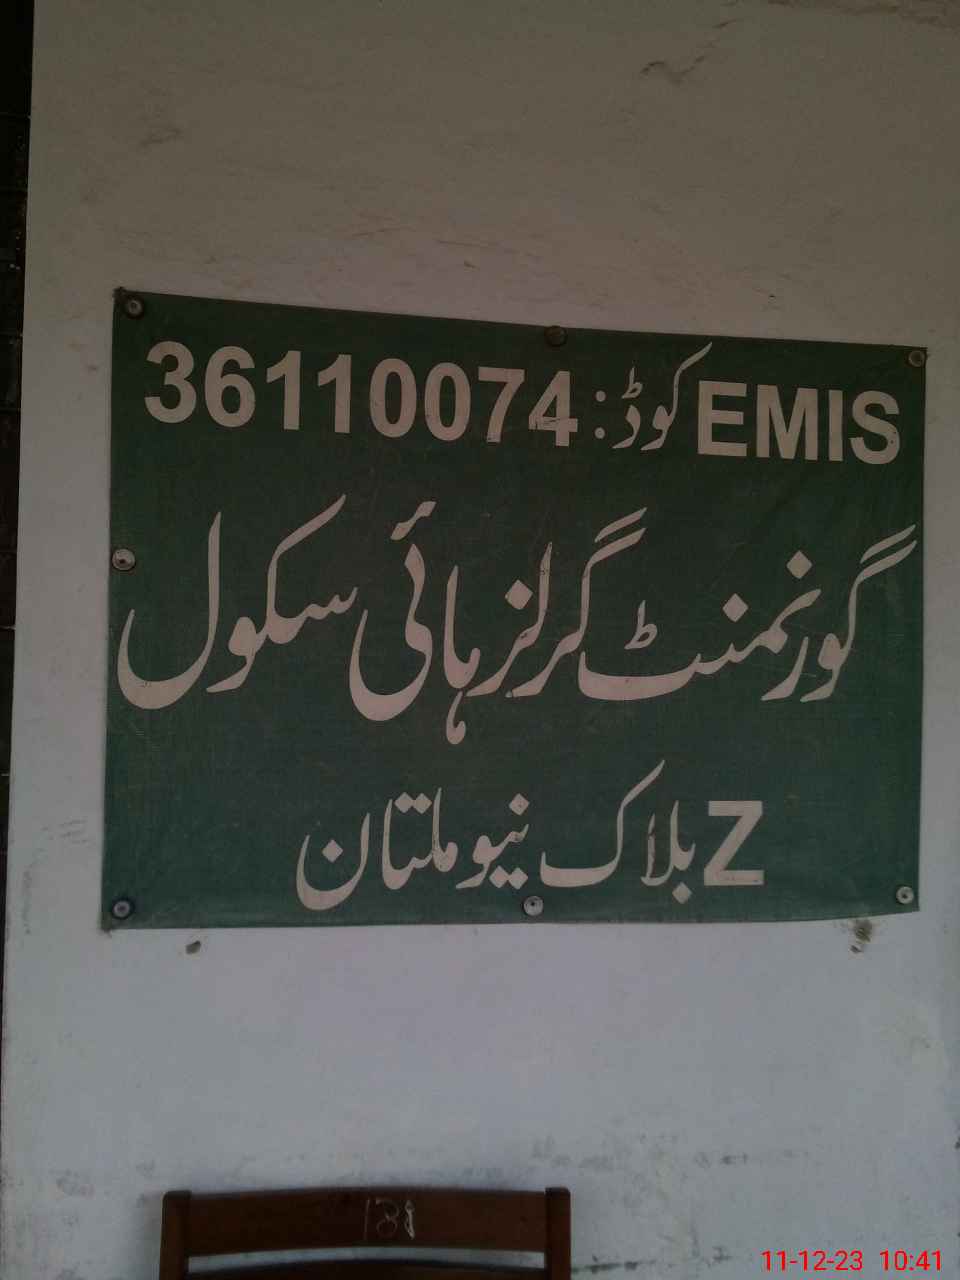 EMIS کوڈ: 36110074
گورنمنٹ گرلز ہائی سکول
Z بلاک نیو ملتان
11-12-23 10:41